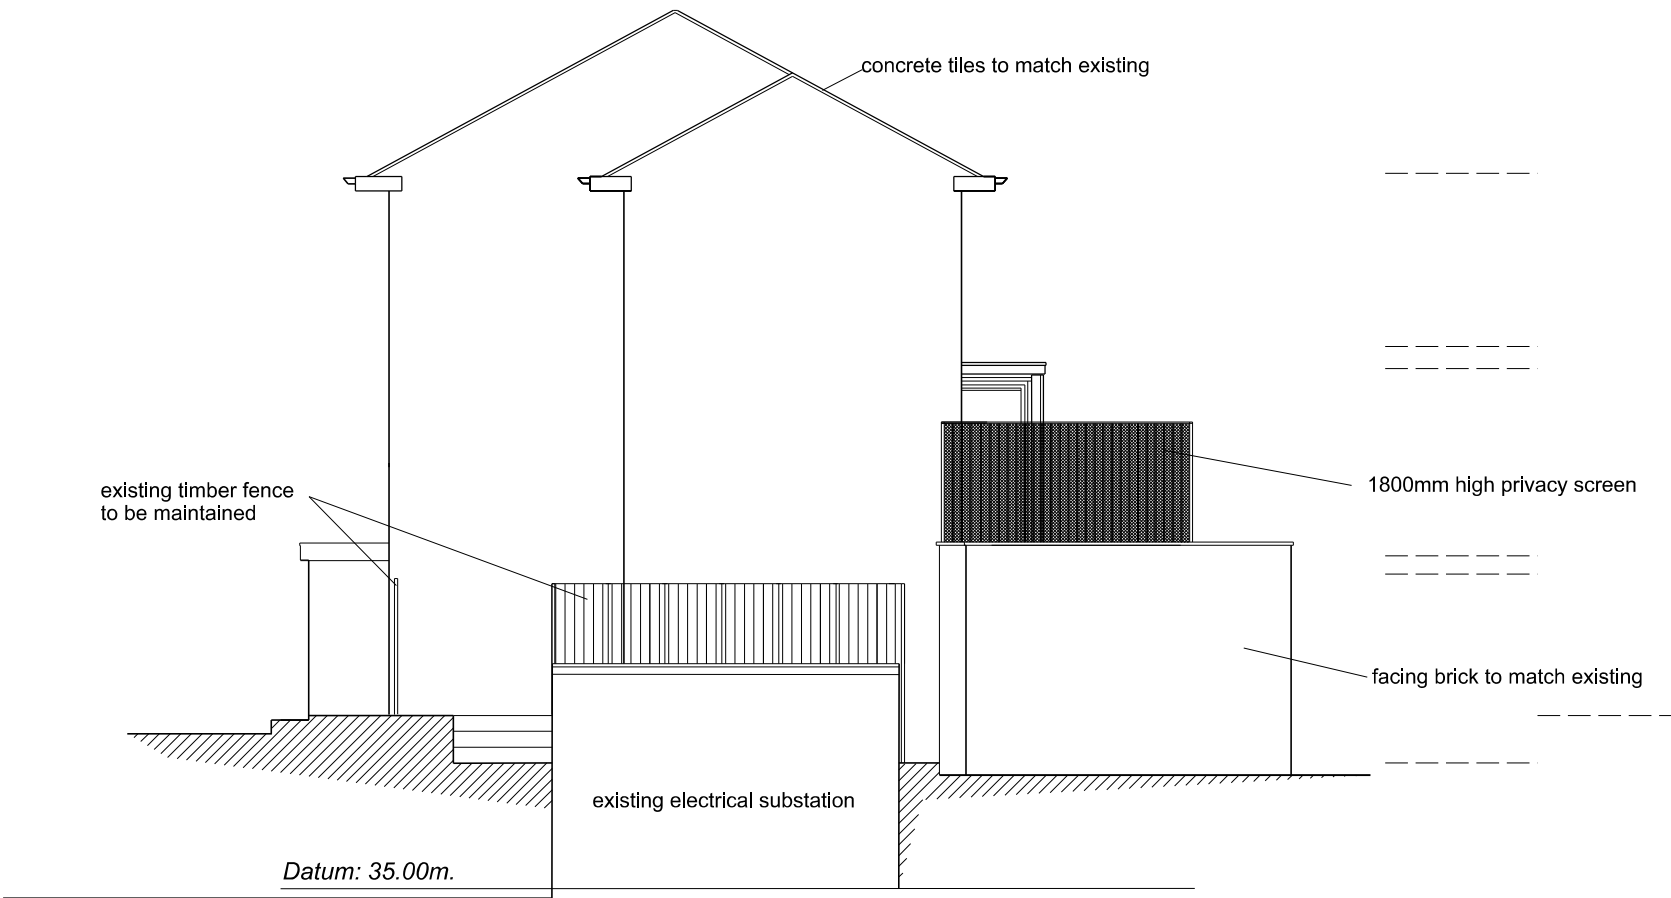 concrete tiles to match existing
existing timber fence
to be maintained
1800mm high privacy screen
facing brick to match existing
existing electrical substation
Datum: 35.00m.